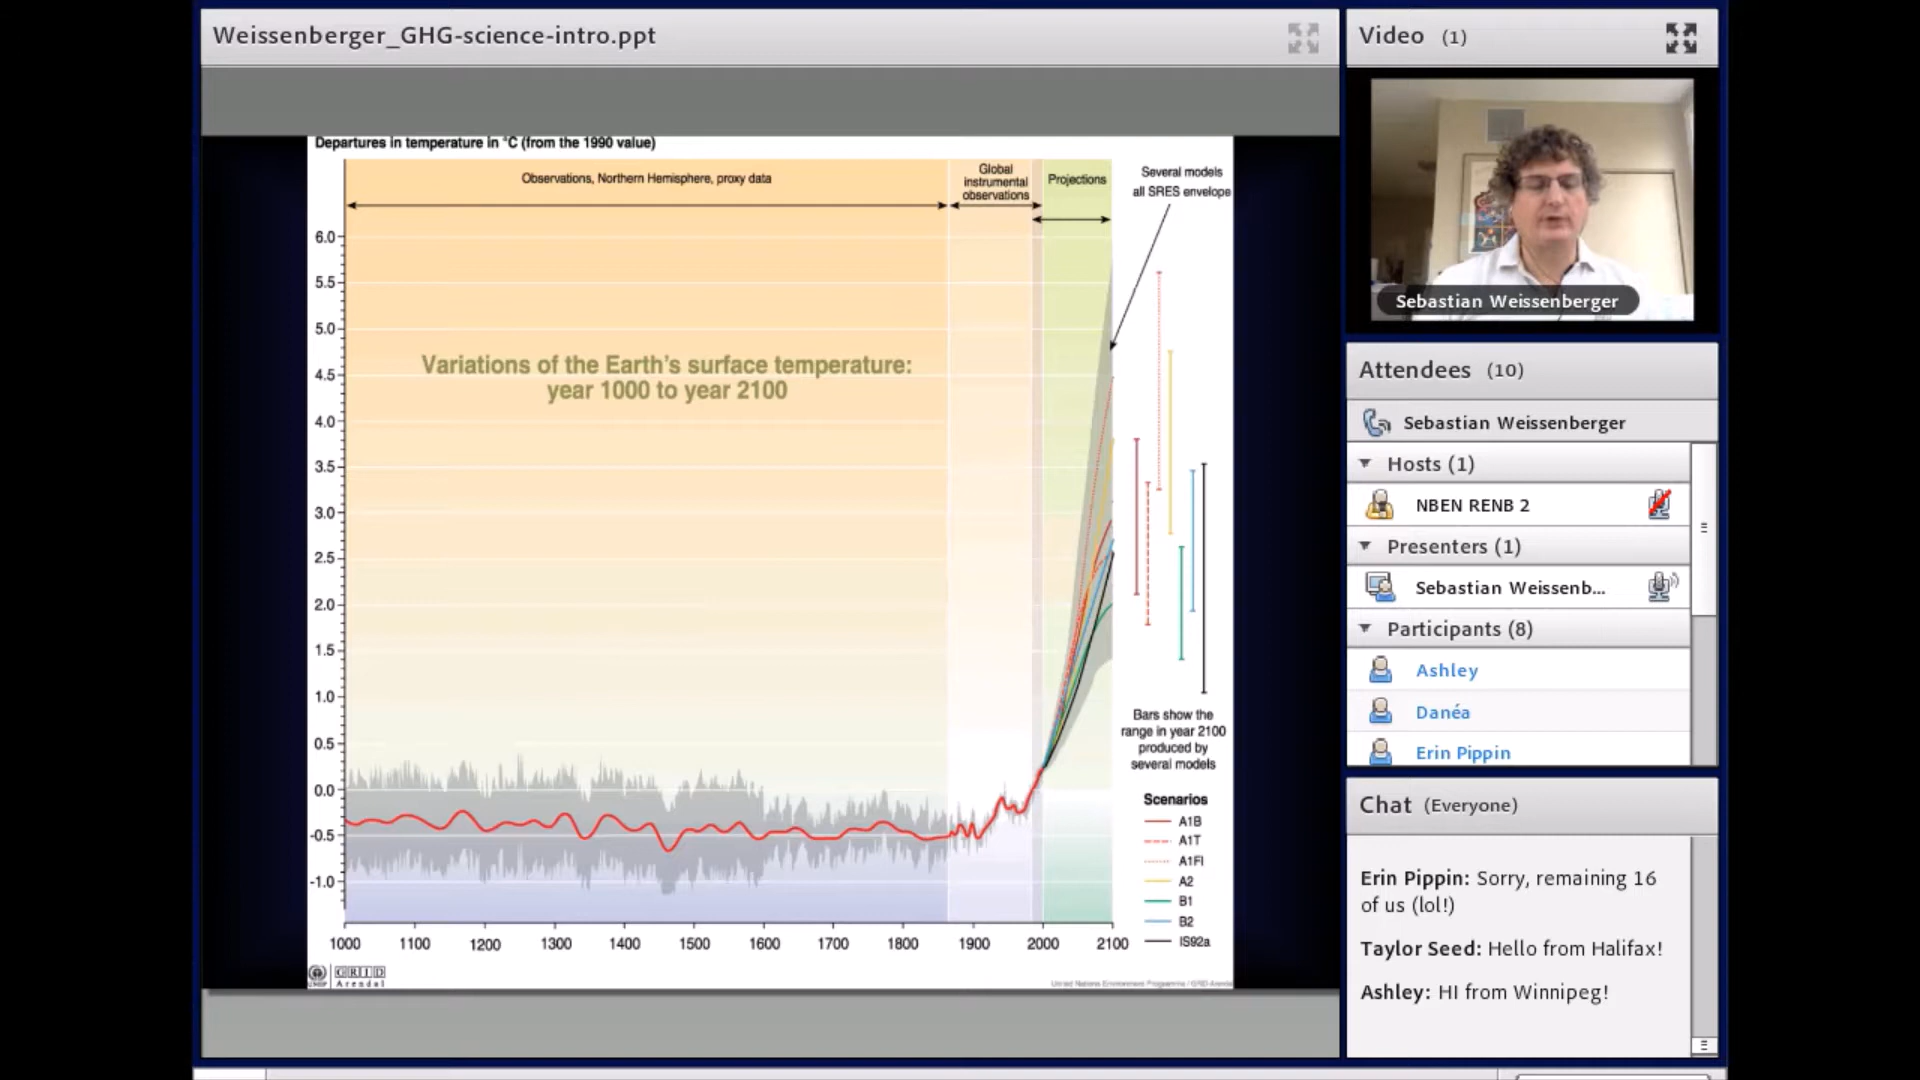 Weissenberger_GHG-science-intro.ppt
Departures in temperature in °C (from the 1990 value)
Observations, Northern Hemisphere, proxy data
Global
instrumental
observations
Projections
Several models
all SRES envelope
6.0
5.5
5.0
4.5
4.0
3.5
3.0
2.5
2.0
1.5
1.0
0.5
0.0
-0.5
-1.0
Variations of the Earth's surface temperature:
year 1000 to year 2100
Bars show the
range in year 2100
produced by
several models
Scenarios
A1B
A1T
A1FI
A2
B1
B2
IS92a
1000 1100 1200 1300 1400 1500 1600 1700 1800 1900 2000 2100
UNEP
GRID
Arendal
United Nations Environment Programme / GRID-Arendal
Video (1)
Sebastian Weissenberger
Attendees (10)
Sebastian Weissenberger
Hosts (1)
NBEN RENB 2
Presenters (1)
Sebastian Weissenb...
Participants (8)
Ashley
Danéa
Erin Pippin
Chat (Everyone)
Erin Pippin: Sorry, remaining 16
of us (lol!)
Taylor Seed: Hello from Halifax!
Ashley: HI from Winnipeg!